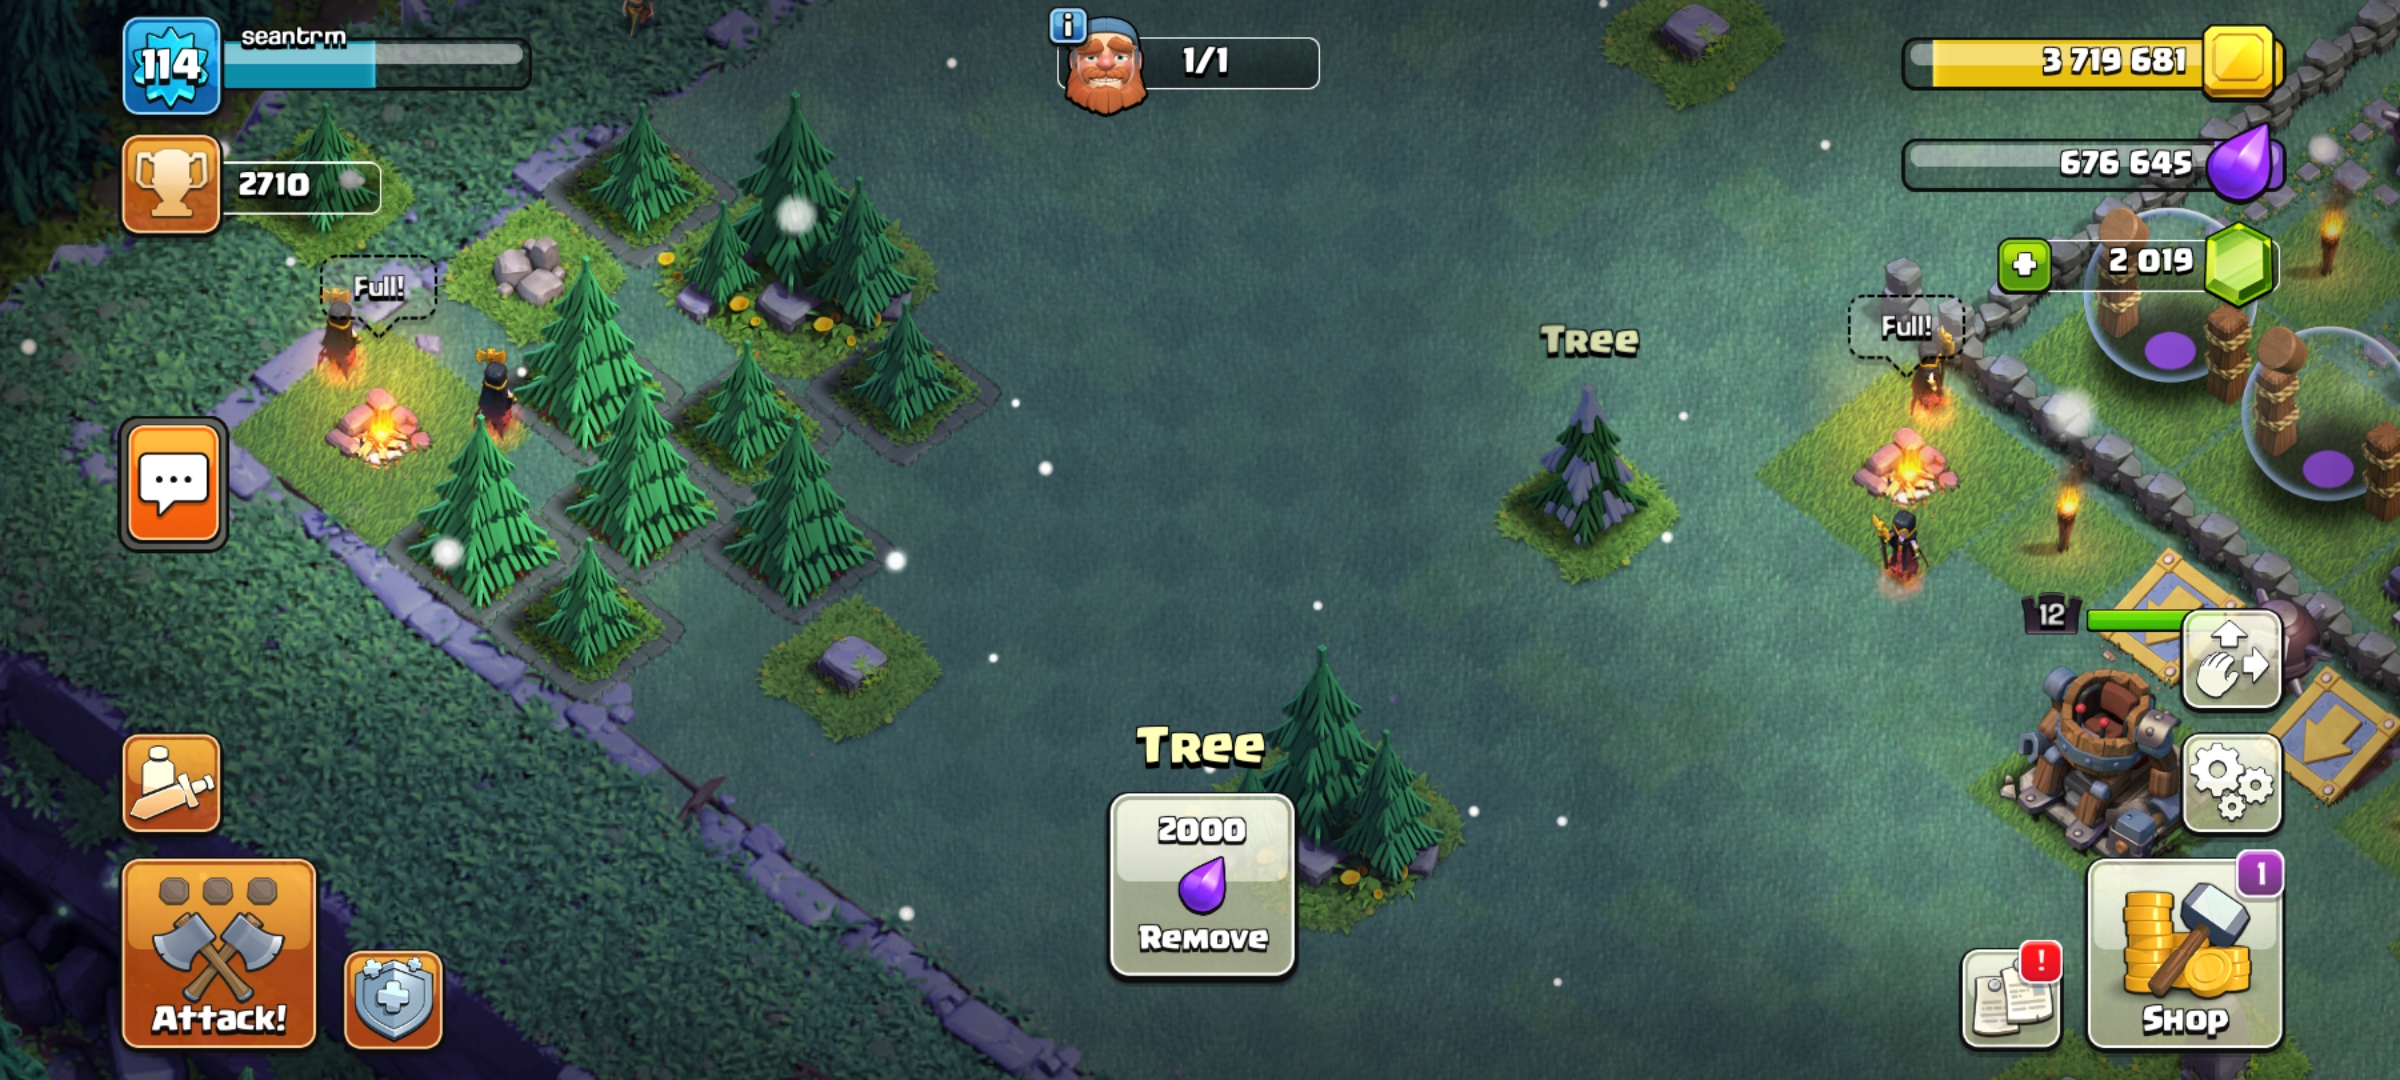 114
seantrm
1/1
3 719 681
2710
676 645
2 019
Full!
Full!
Tree
12
Tree
2000
Remove
1
!
Attack!
Shop